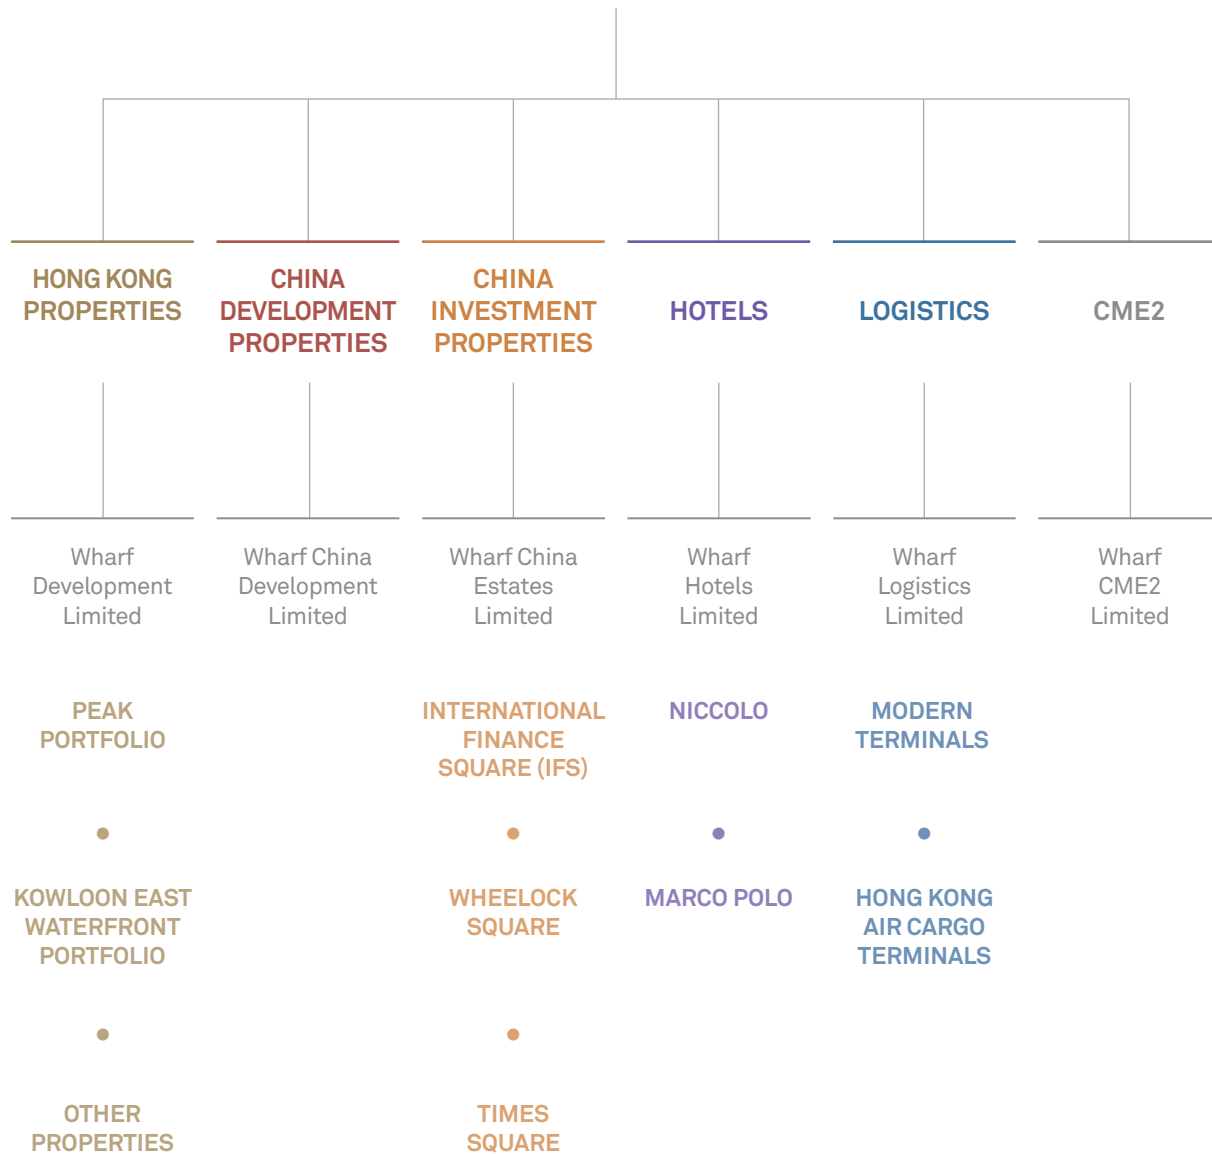 HONG KONG
PROPERTIES
CHINA
DEVELOPMENT
PROPERTIES
CHINA
INVESTMENT
PROPERTIES
HOTELS
LOGISTICS
CME2
Wharf
Development
Limited
Wharf China
Development
Limited
Wharf China
Estates
Limited
Wharf
Hotels
Limited
Wharf
Logistics
Limited
Wharf
CME2
Limited
PEAK
PORTFOLIO
INTERNATIONAL
FINANCE
SQUARE (IFS)
NICCOLO
MODERN
TERMINALS
KOWLOON EAST
WATERFRONT
PORTFOLIO
WHEELOCK
SQUARE
MARCO POLO
HONG KONG
AIR CARGO
TERMINALS
OTHER
PROPERTIES
TIMES
SQUARE